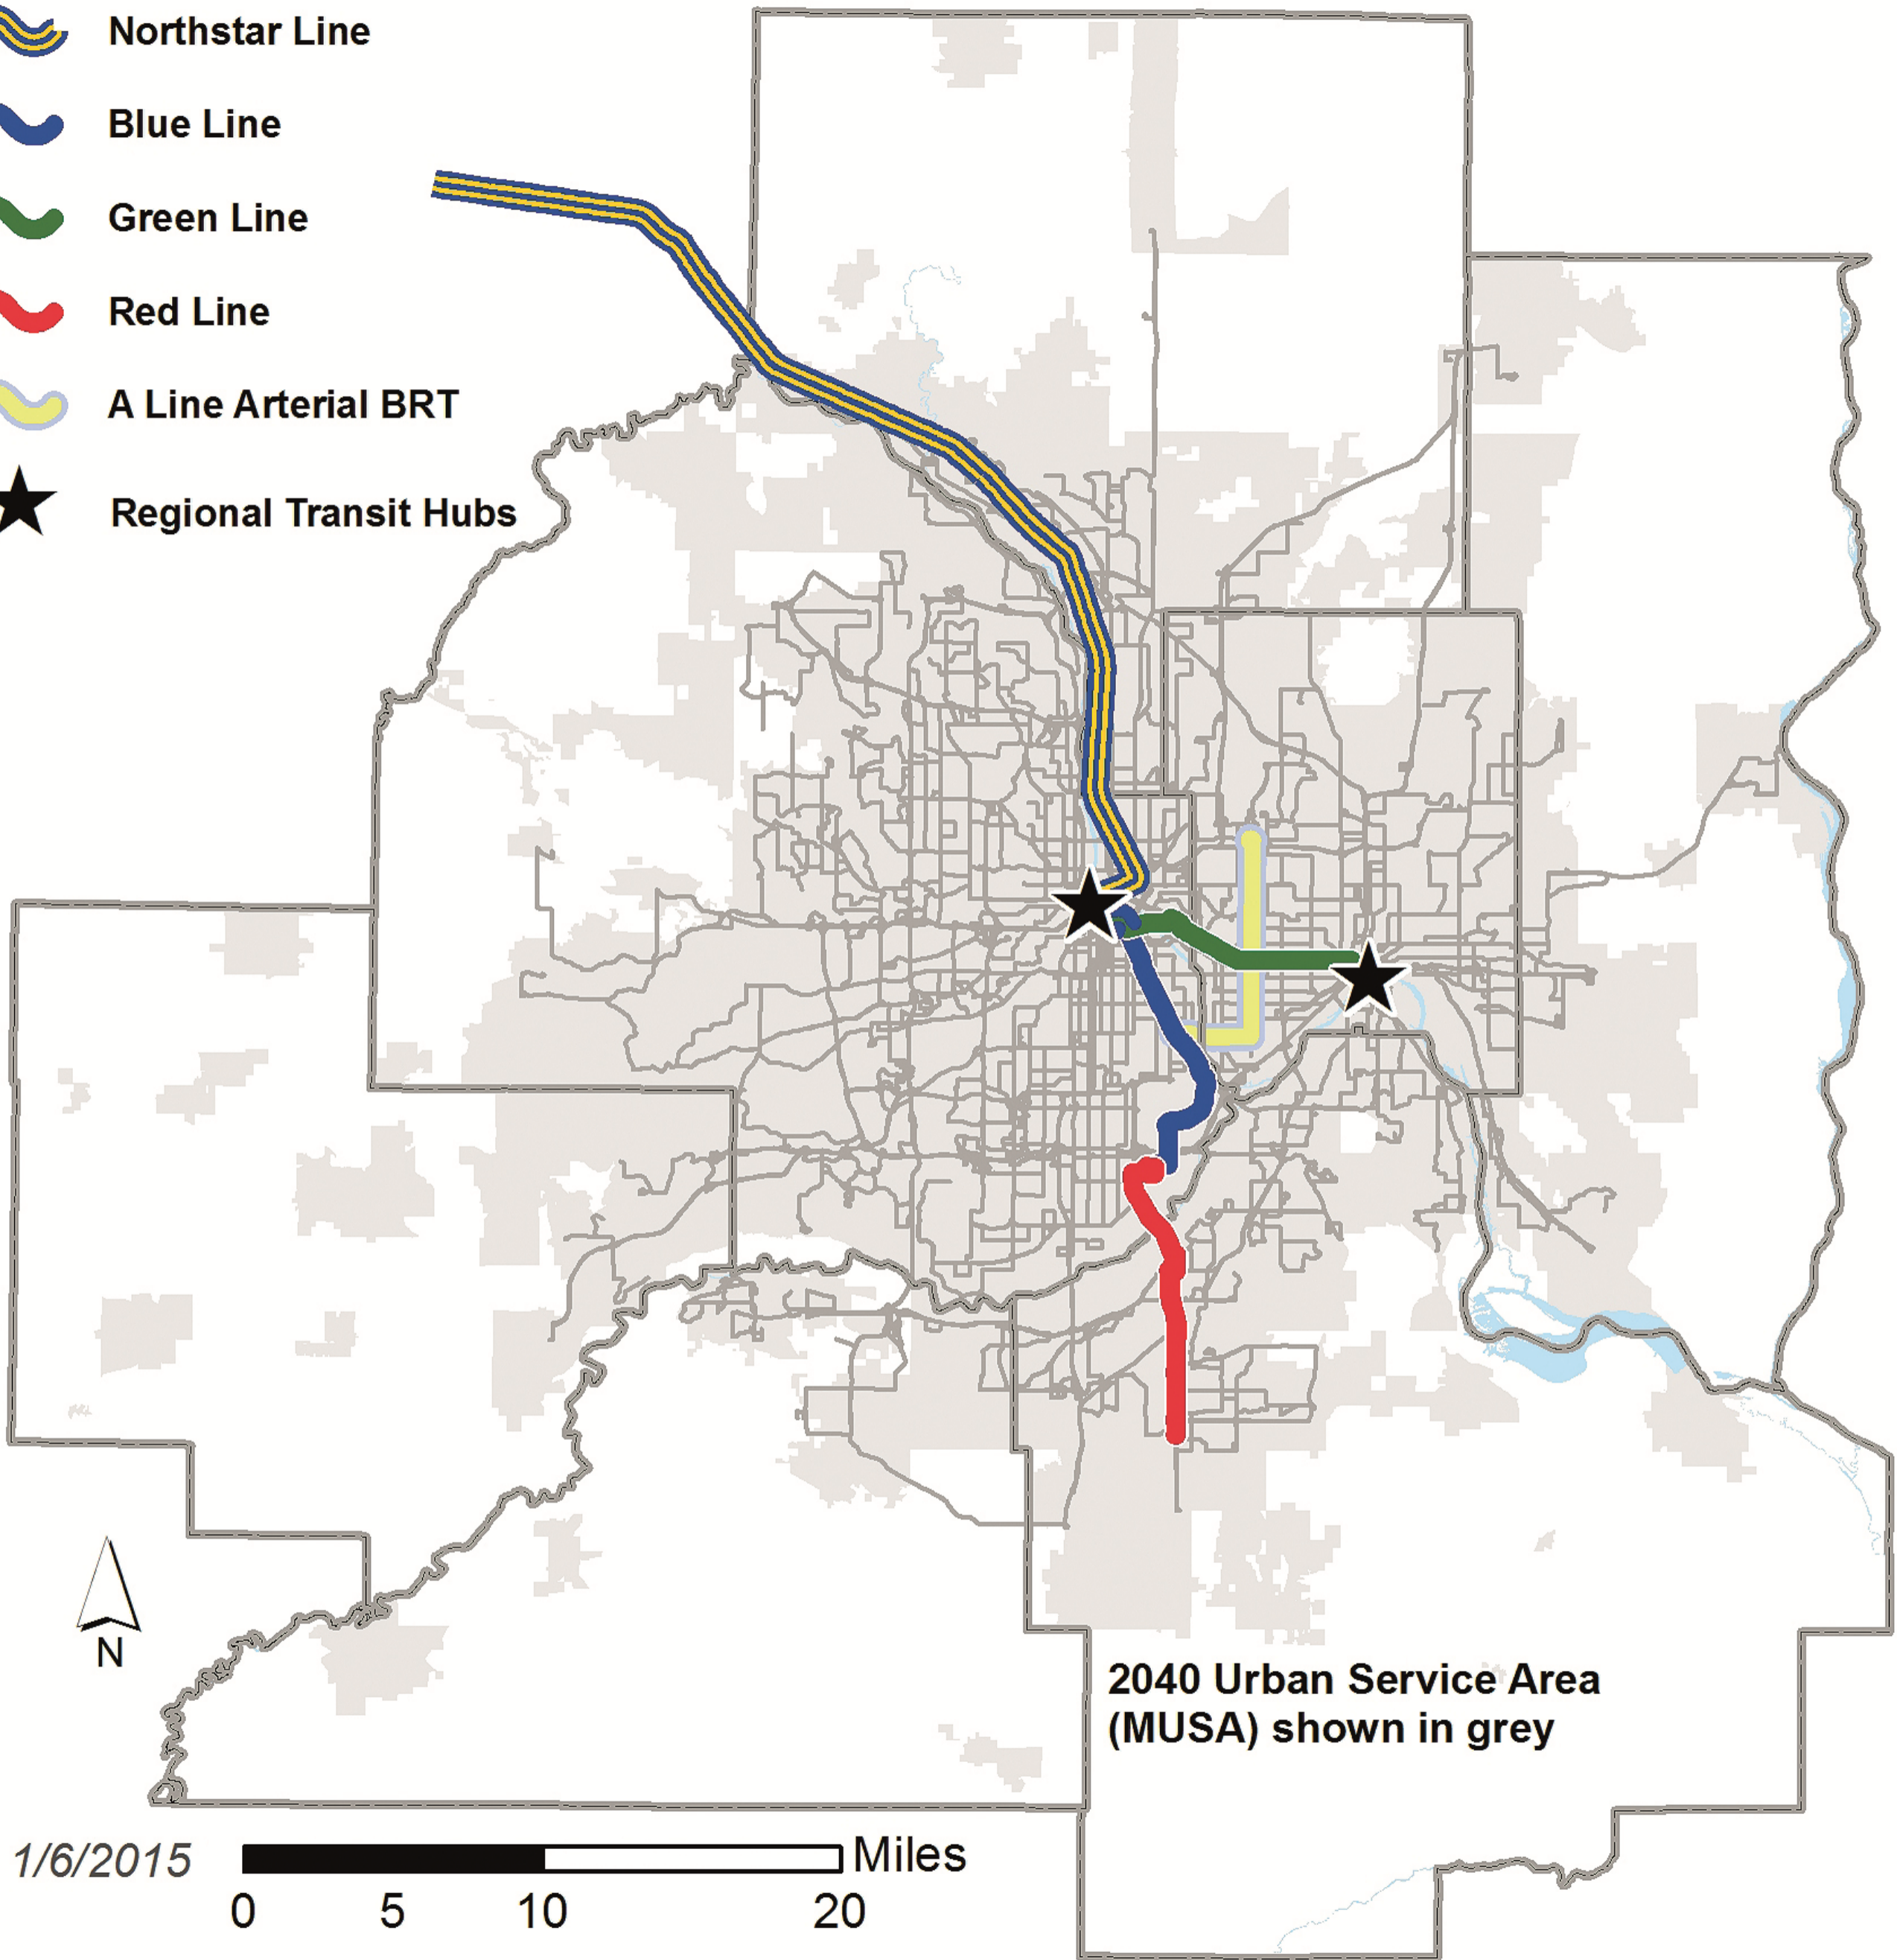 Northstar Line
Blue Line
Green Line
Red Line
A Line Arterial BRT
Regional Transit Hubs
N
2040 Urban Service Area
(MUSA) shown in grey
1/6/2015
Miles
0 5 10 20